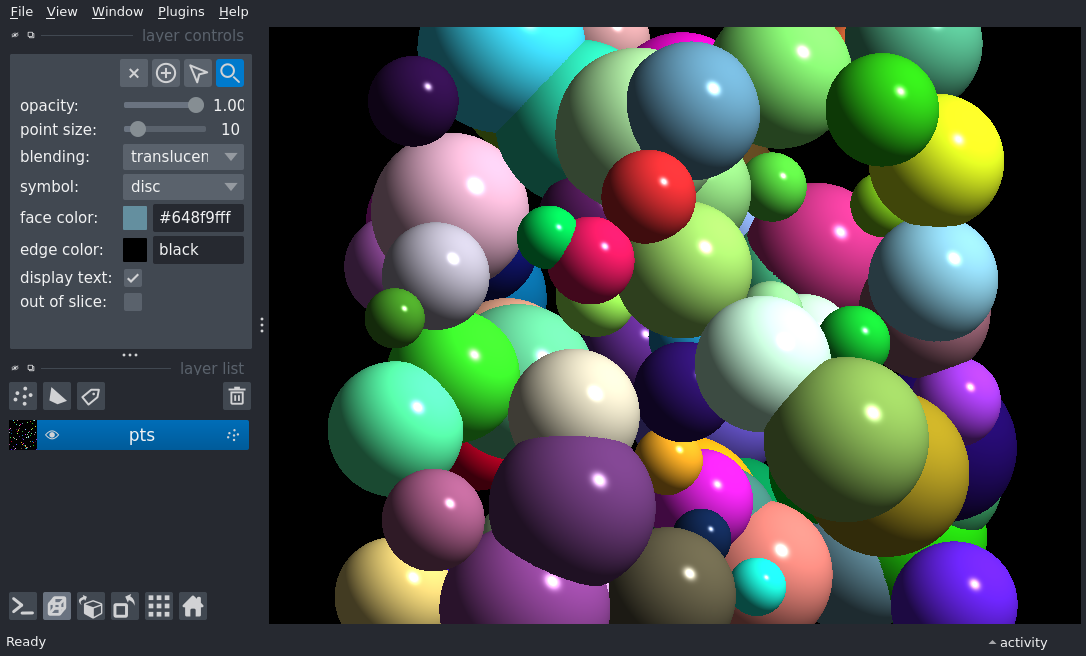 File View Window Plugins Help
layer controls
opacity: 1.00
point size: 10
blending: translucen
symbol: disc
face color: #648f9fff
edge color: black
display text:
out of slice:
layer list
pts
Ready
activity